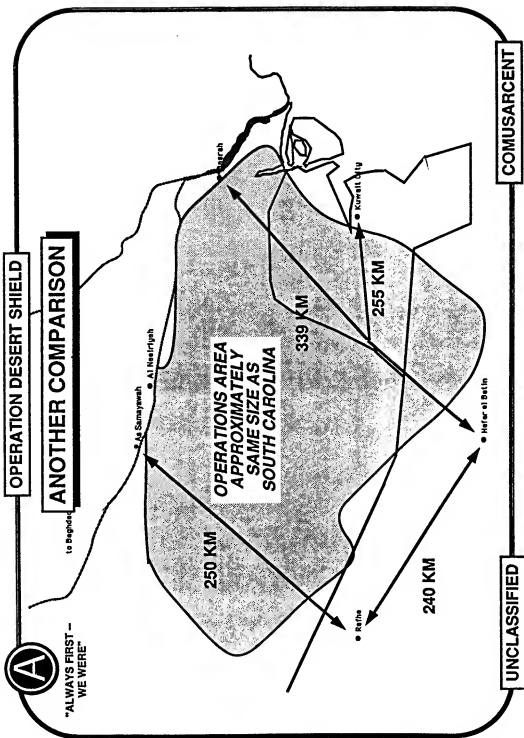 OPERATION DESERT SHIELD
A
"ALWAYS FIRST –
WE WERE"
ANOTHER COMPARISON
to Baghdad
As Samayawah
Al Nasiriyah
Basrah
250 KM
OPERATIONS AREA
APPROXIMATELY
SAME SIZE AS
SOUTH CAROLINA
339 KM
Kuwait City
255 KM
Rafha
240 KM
Hafar al Batin
UNCLASSIFIED
COMUSARCENT